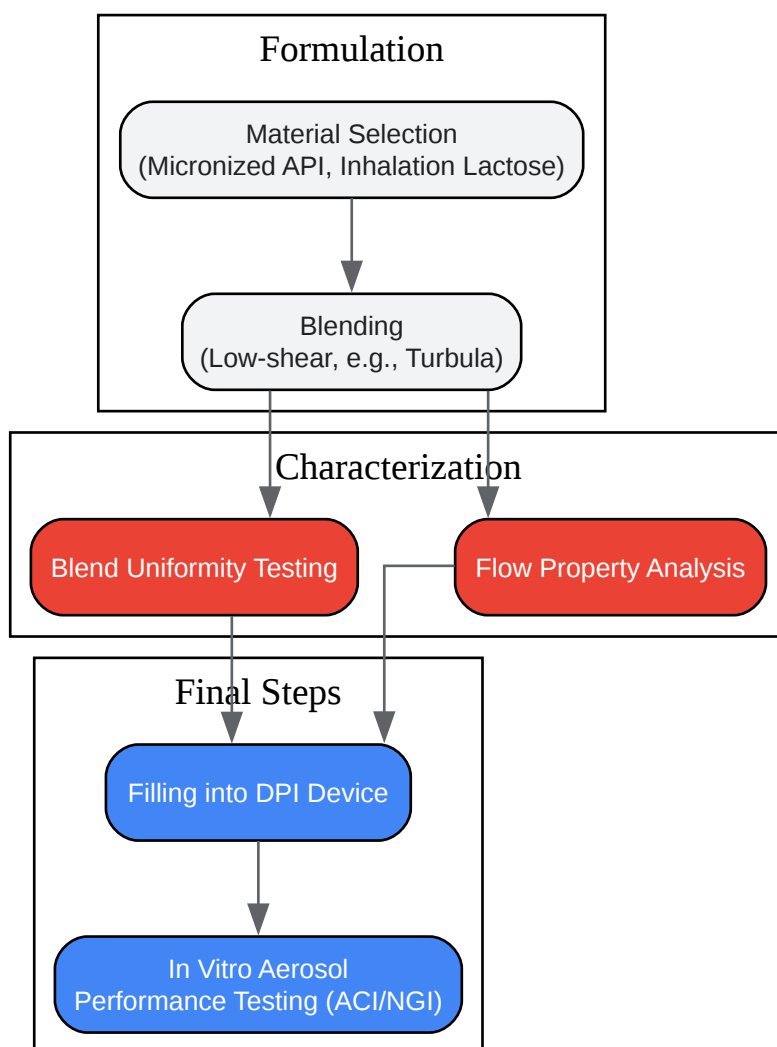 Formulation
Material Selection
(Micronized API, Inhalation Lactose)
Blending
(Low-shear, e.g., Turbula)
Characterization
Blend Uniformity Testing
Flow Property Analysis
Final Steps
Filling into DPI Device
In Vitro Aerosol
Performance Testing (ACI/NGI)